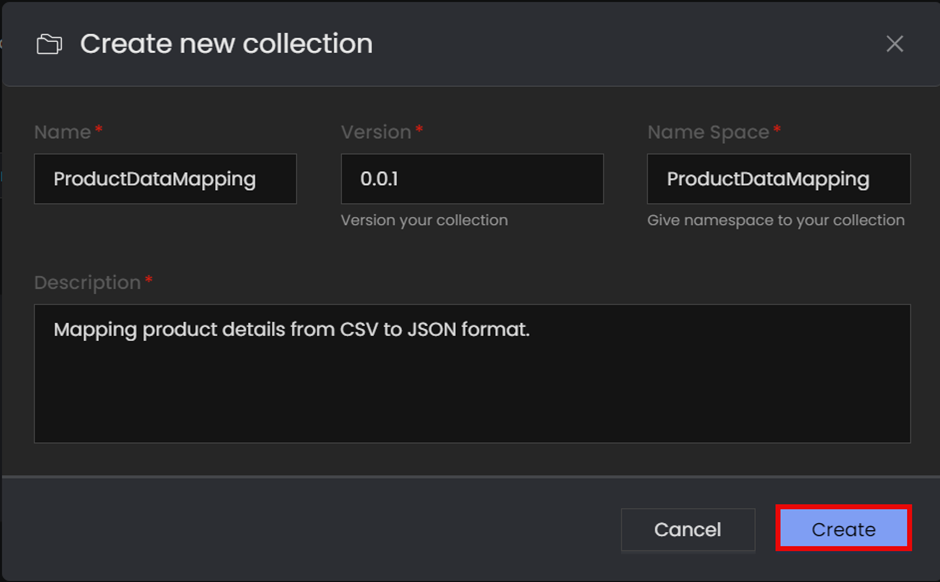 Create new collection
Name*
Version*
Name Space*
ProductDataMapping
0.0.1
ProductDataMapping
Version your collection
Give namespace to your collection
Description*
Mapping product details from CSV to JSON format.
Cancel
Create